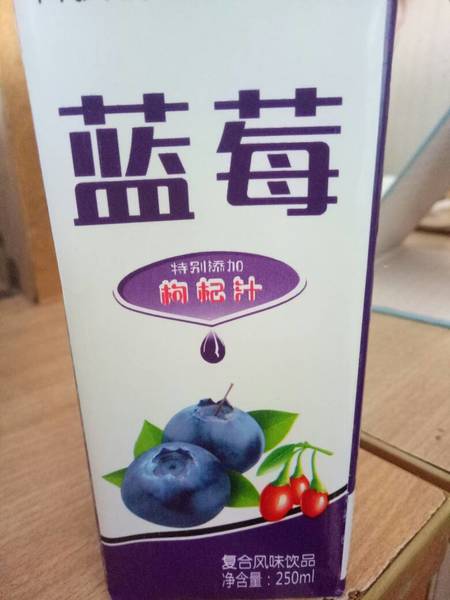 蓝莓
特别添加
枸杞汁
复合风味饮品
净含量：250ml